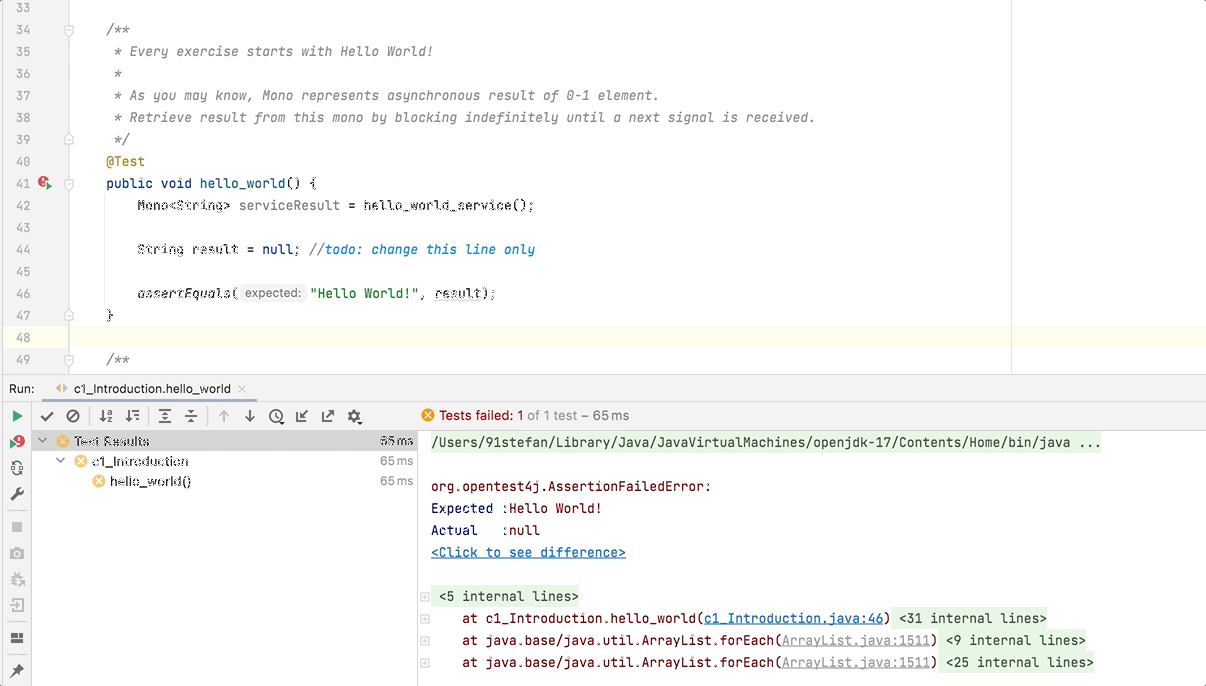 33
34 /**
35 * Every exercise starts with Hello World!
36 *
37 * As you may know, Mono represents asynchronous result of 0-1 element.
38 * Retrieve result from this mono by blocking indefinitely until a next signal is received.
39 */
40 @Test
41 public void hello_world() {
42 Mono<String> serviceResult = hello_world_service();
43
44 String result = null; //todo: change this line only
45
46 assertEquals( expected: "Hello World!", result);
47 }
48
49 /**
Run: c1_Introduction.hello_world
Tests failed: 1 of 1 test – 65 ms
Test Results 65 ms
c1_Introduction 65 ms
hello_world() 65 ms
/Users/91stefan/Library/Java/JavaVirtualMachines/openjdk-17/Contents/Home/bin/java ...
org.opentest4j.AssertionFailedError:
Expected :Hello World!
Actual :null
<Click to see difference>
<5 internal lines>
at c1_Introduction.hello_world(c1_Introduction.java:46) <31 internal lines>
at java.base/java.util.ArrayList.forEach(ArrayList.java:1511) <9 internal lines>
at java.base/java.util.ArrayList.forEach(ArrayList.java:1511) <25 internal lines>